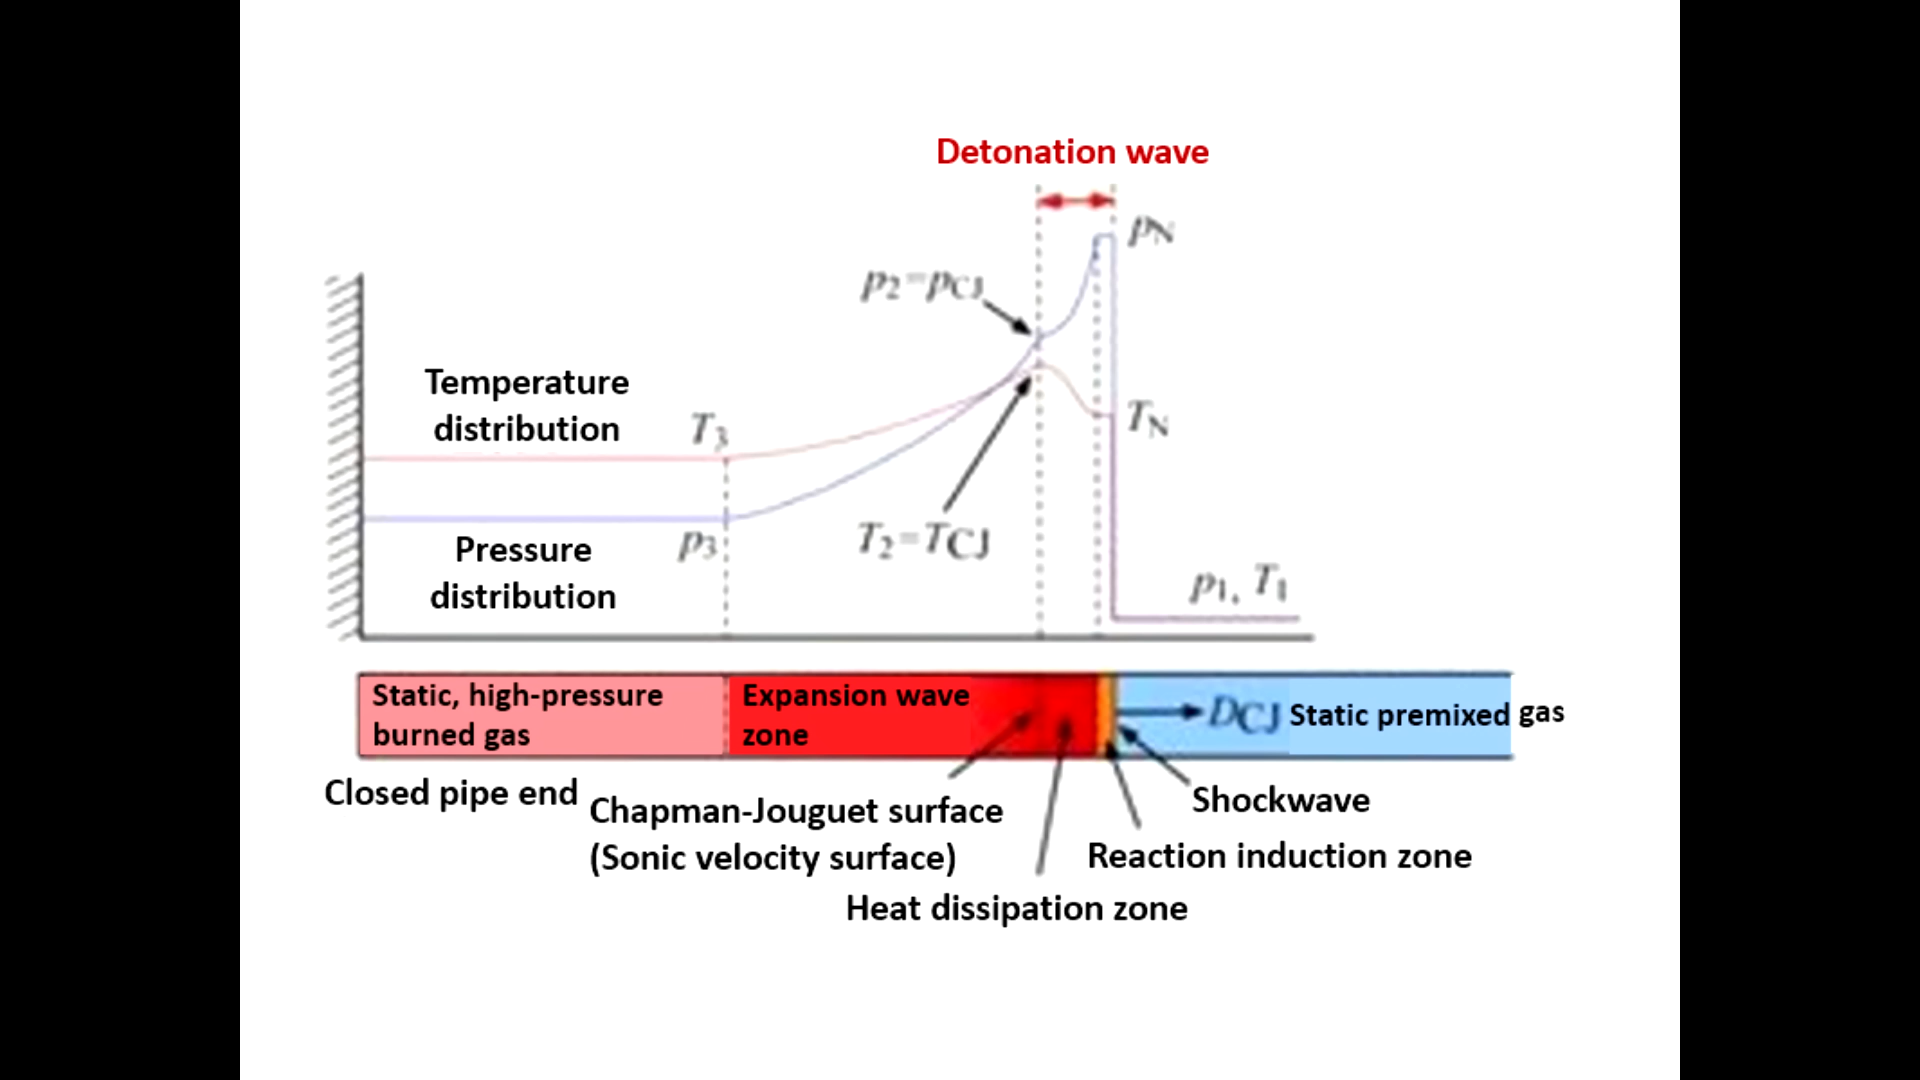 Detonation wave
pN
p2=pCJ
Temperature
distribution
T3
TN
T2=TCJ
p3
Pressure
distribution
p1, T1
Static, high-pressure
burned gas
Expansion wave
zone
DCJ Static premixed gas
Closed pipe end
Chapman-Jouguet surface
(Sonic velocity surface)
Shockwave
Reaction induction zone
Heat dissipation zone